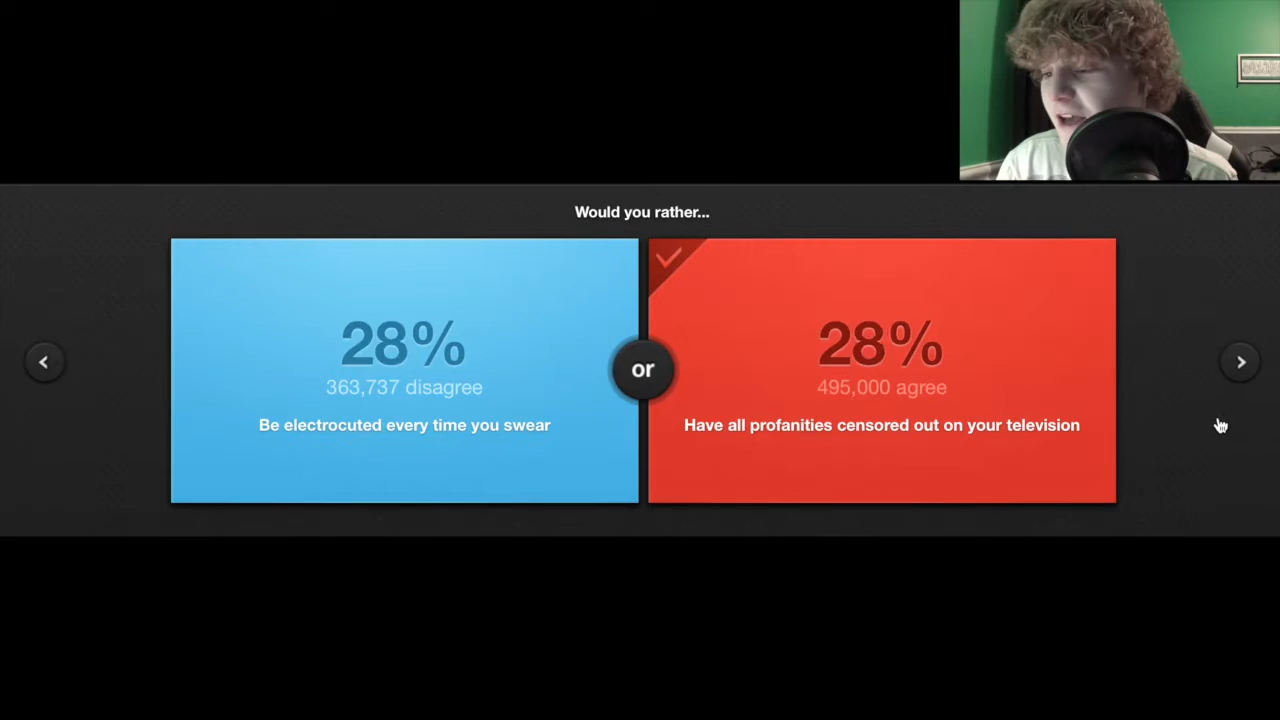 Would you rather...
28%
363,737 disagree
Be electrocuted every time you swear
or
28%
495,000 agree
Have all profanities censored out on your television